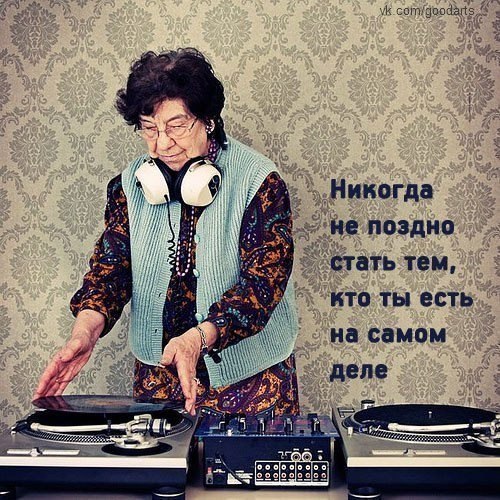 vk.com/goodarts
Никогда
не поздно
стать тем,
кто ты есть
на самом
деле